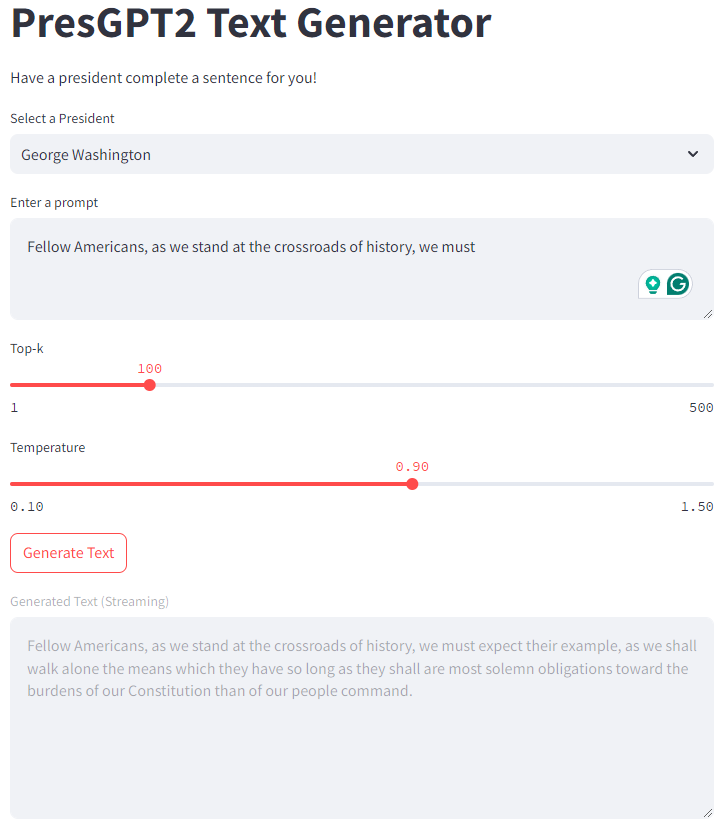 PresGPT2 Text Generator
Have a president complete a sentence for you!
Select a President
George Washington
Enter a prompt
Fellow Americans, as we stand at the crossroads of history, we must
Top-k
100
1
500
Temperature
0.90
0.10
1.50
Generate Text
Generated Text (Streaming)
Fellow Americans, as we stand at the crossroads of history, we must expect their example, as we shall
walk alone the means which they have so long as they shall are most solemn obligations toward the
burdens of our Constitution than of our people command.